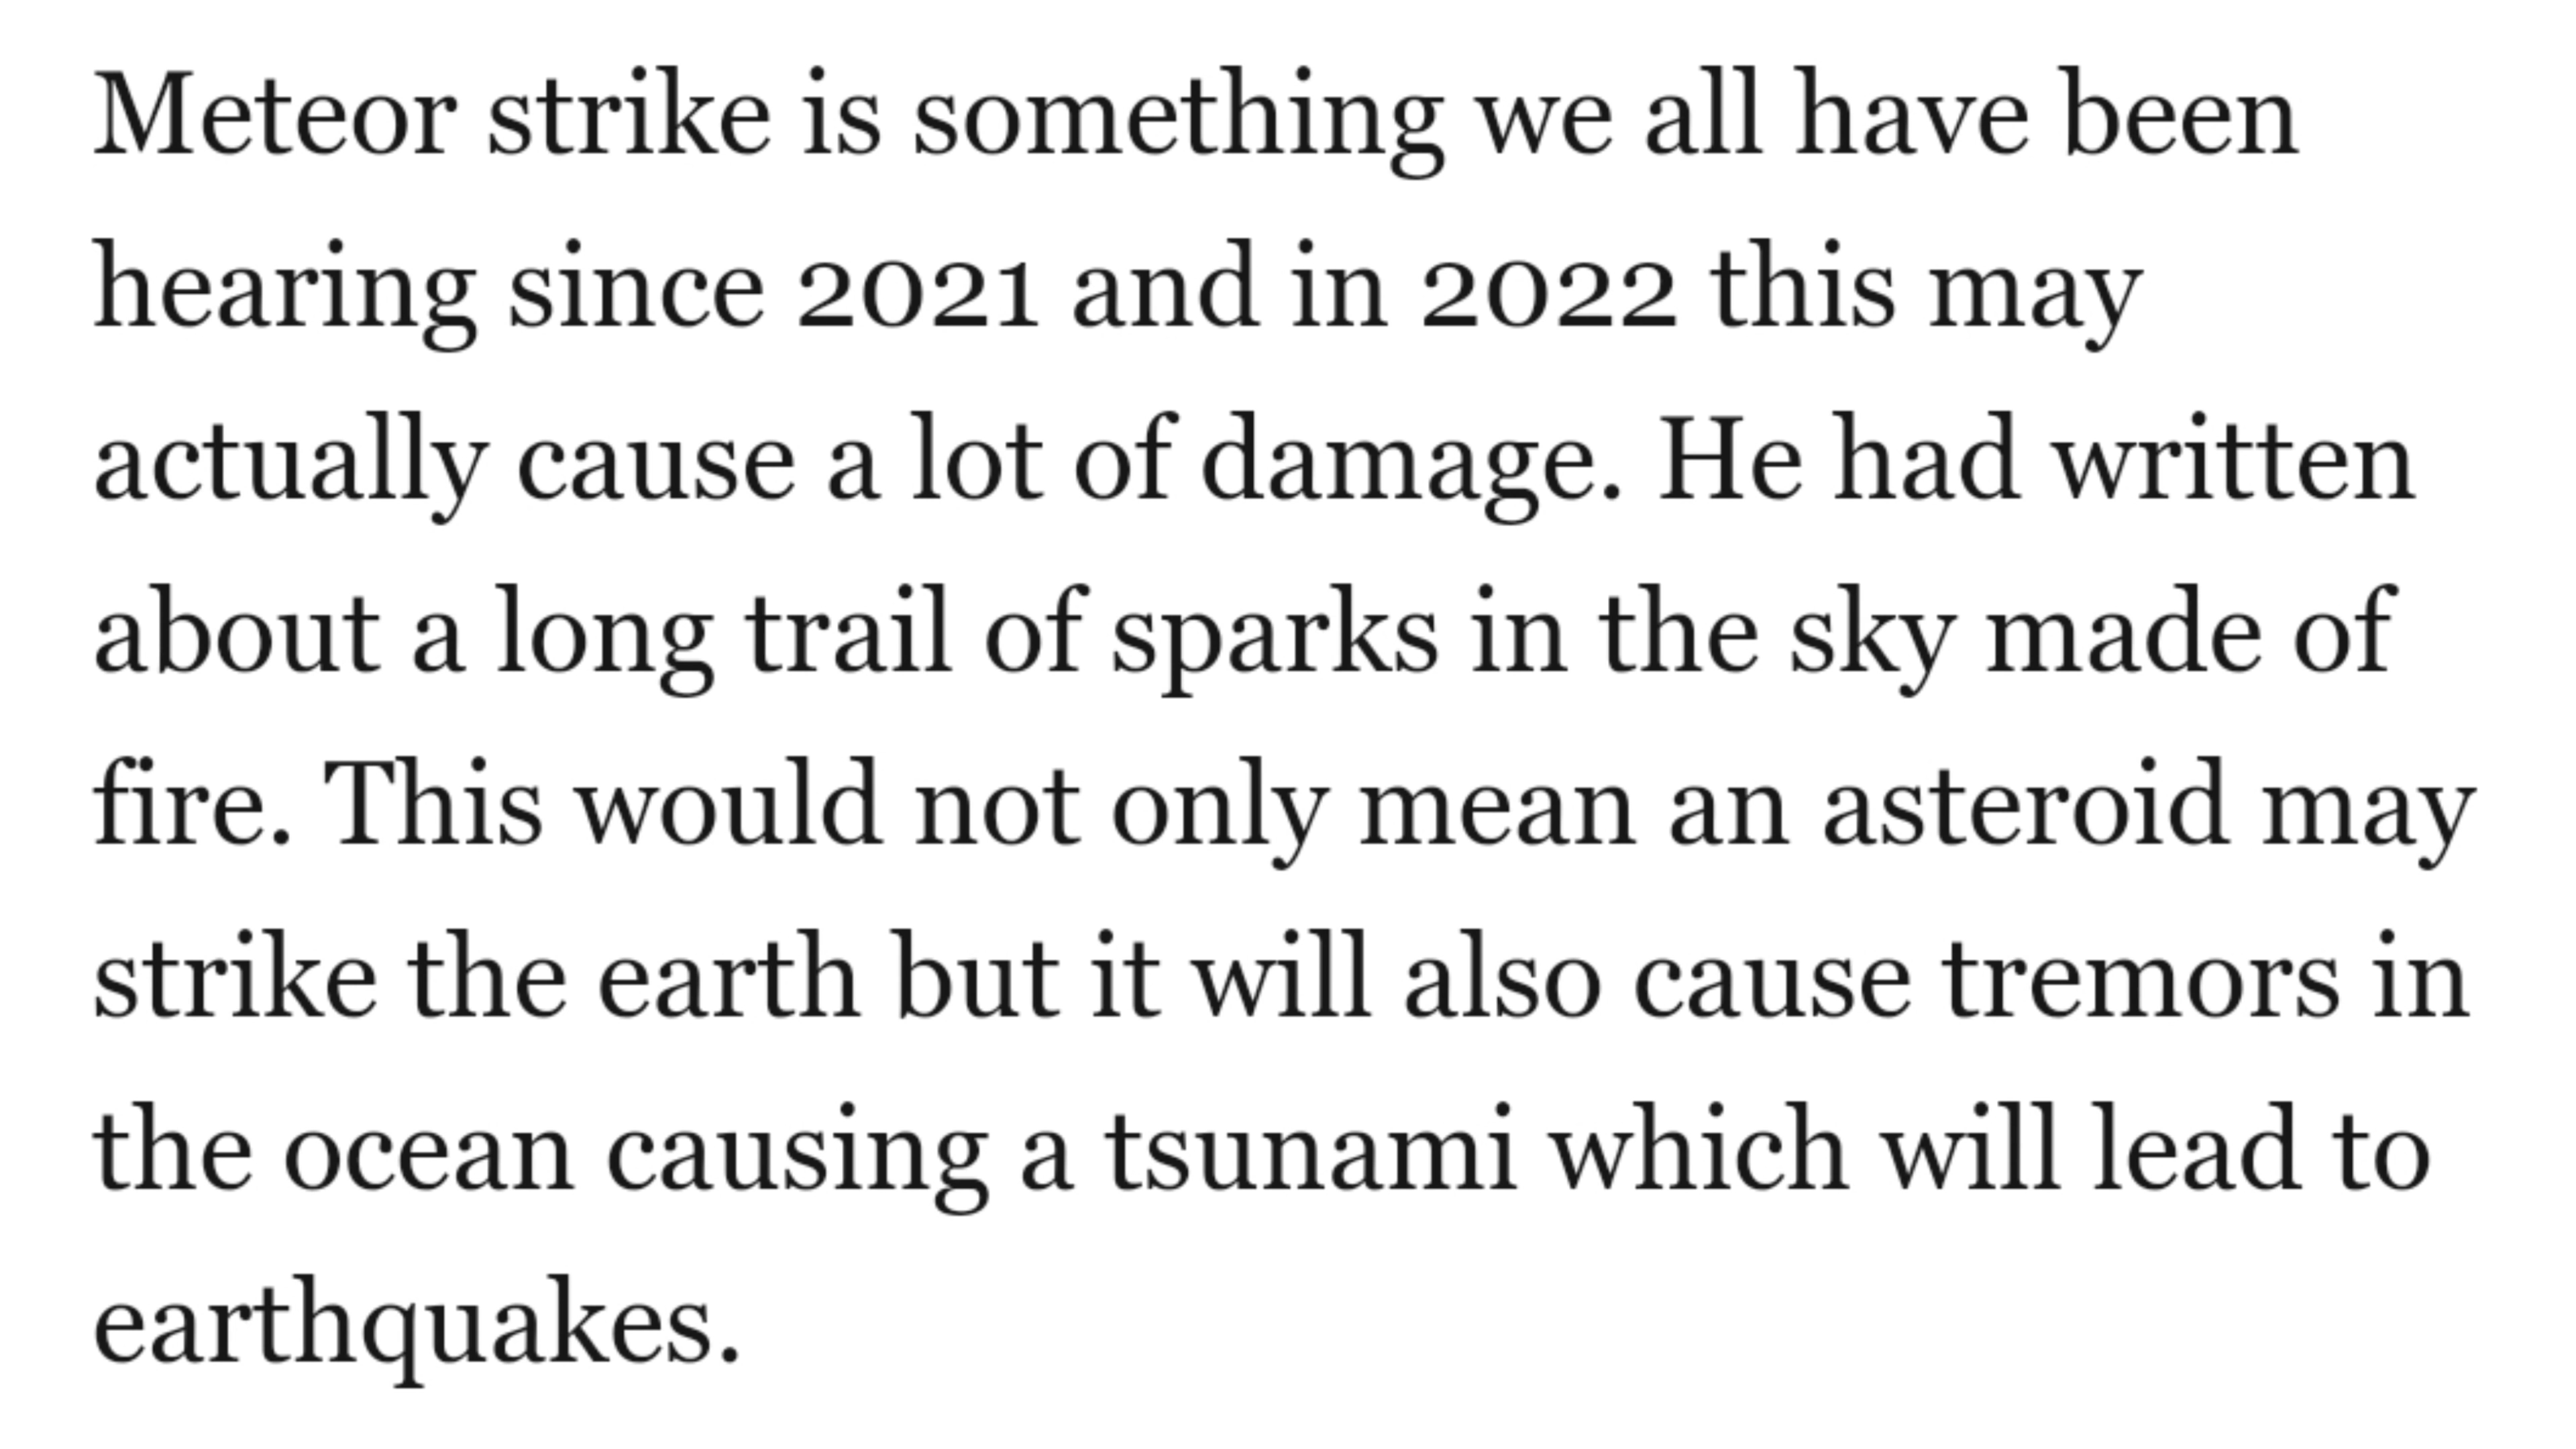 Meteor strike is something we all have been
hearing since 2021 and in 2022 this may
actually cause a lot of damage. He had written
about a long trail of sparks in the sky made of
fire. This would not only mean an asteroid may
strike the earth but it will also cause tremors in
the ocean causing a tsunami which will lead to
earthquakes.